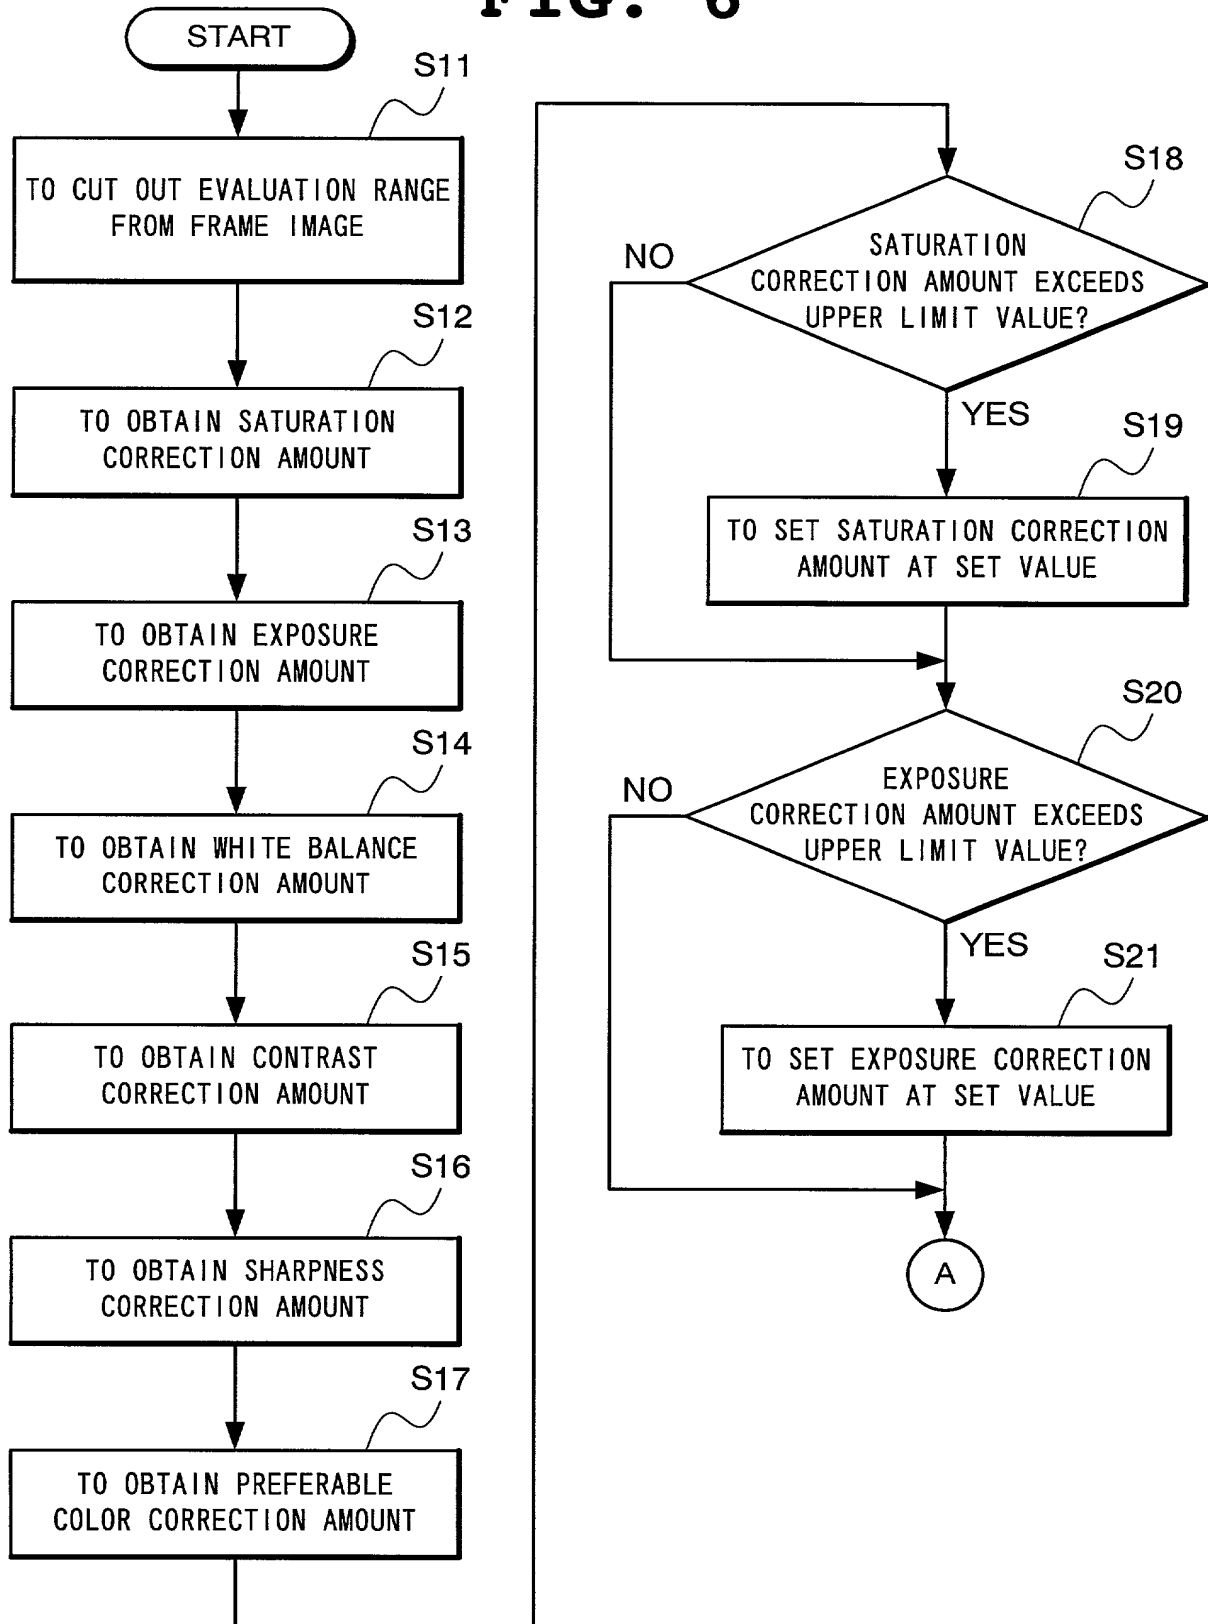 FIG. 6
START
S11
TO CUT OUT EVALUATION RANGE
FROM FRAME IMAGE
S12
TO OBTAIN SATURATION
CORRECTION AMOUNT
S13
TO OBTAIN EXPOSURE
CORRECTION AMOUNT
S14
TO OBTAIN WHITE BALANCE
CORRECTION AMOUNT
S15
TO OBTAIN CONTRAST
CORRECTION AMOUNT
S16
TO OBTAIN SHARPNESS
CORRECTION AMOUNT
S17
TO OBTAIN PREFERABLE
COLOR CORRECTION AMOUNT
S18
SATURATION
CORRECTION AMOUNT EXCEEDS
UPPER LIMIT VALUE?
NO
YES
S19
TO SET SATURATION CORRECTION
AMOUNT AT SET VALUE
S20
EXPOSURE
CORRECTION AMOUNT EXCEEDS
UPPER LIMIT VALUE?
NO
YES
S21
TO SET EXPOSURE CORRECTION
AMOUNT AT SET VALUE
A